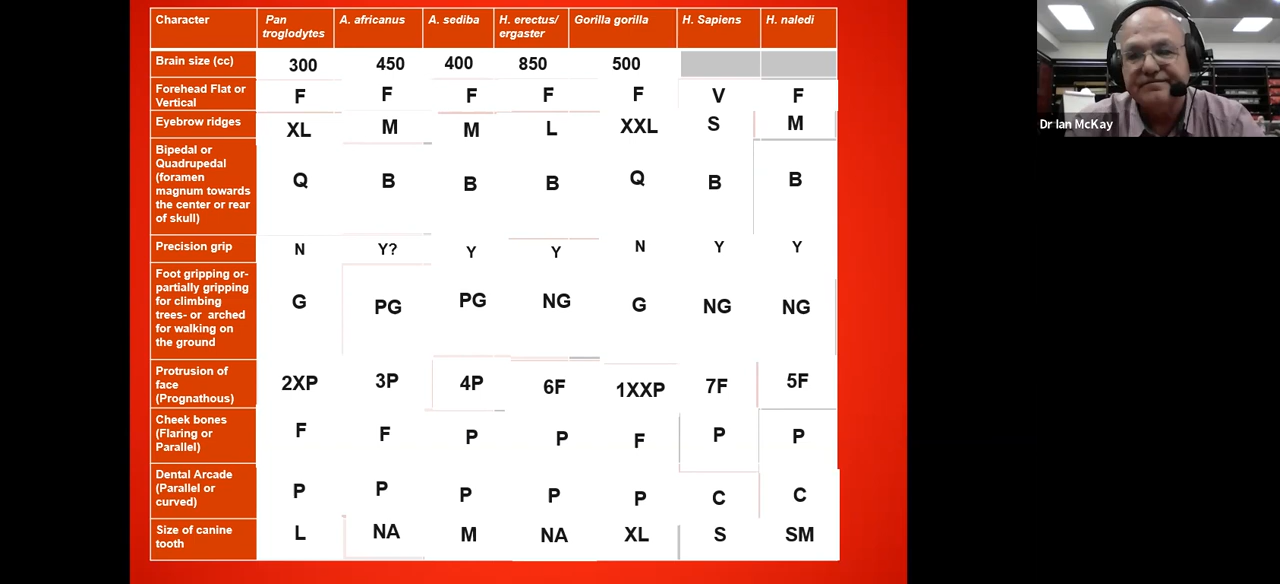 Character Pan troglodytes A. africanus A. sediba H. erectus/ ergaster Gorilla gorilla H. Sapiens H. naledi
Brain size (cc) 300 450 400 850 500
Forehead Flat or Vertical F F F F F V F
Eyebrow ridges XL M M L XXL S M
Bipedal or Quadrupedal (foramen magnum towards the center or rear of skull) Q B B B Q B B
Precision grip N Y? Y Y N Y Y
Foot gripping or- partially gripping for climbing trees- or arched for walking on the ground G PG PG NG G NG NG
Protrusion of face (Prognathous) 2XP 3P 4P 6F 1XXP 7F 5F
Cheek bones (Flaring or Parallel) F F P P F P P
Dental Arcade (Parallel or curved) P P P P P C C
Size of canine tooth L NA M NA XL S SM
Dr Ian McKay